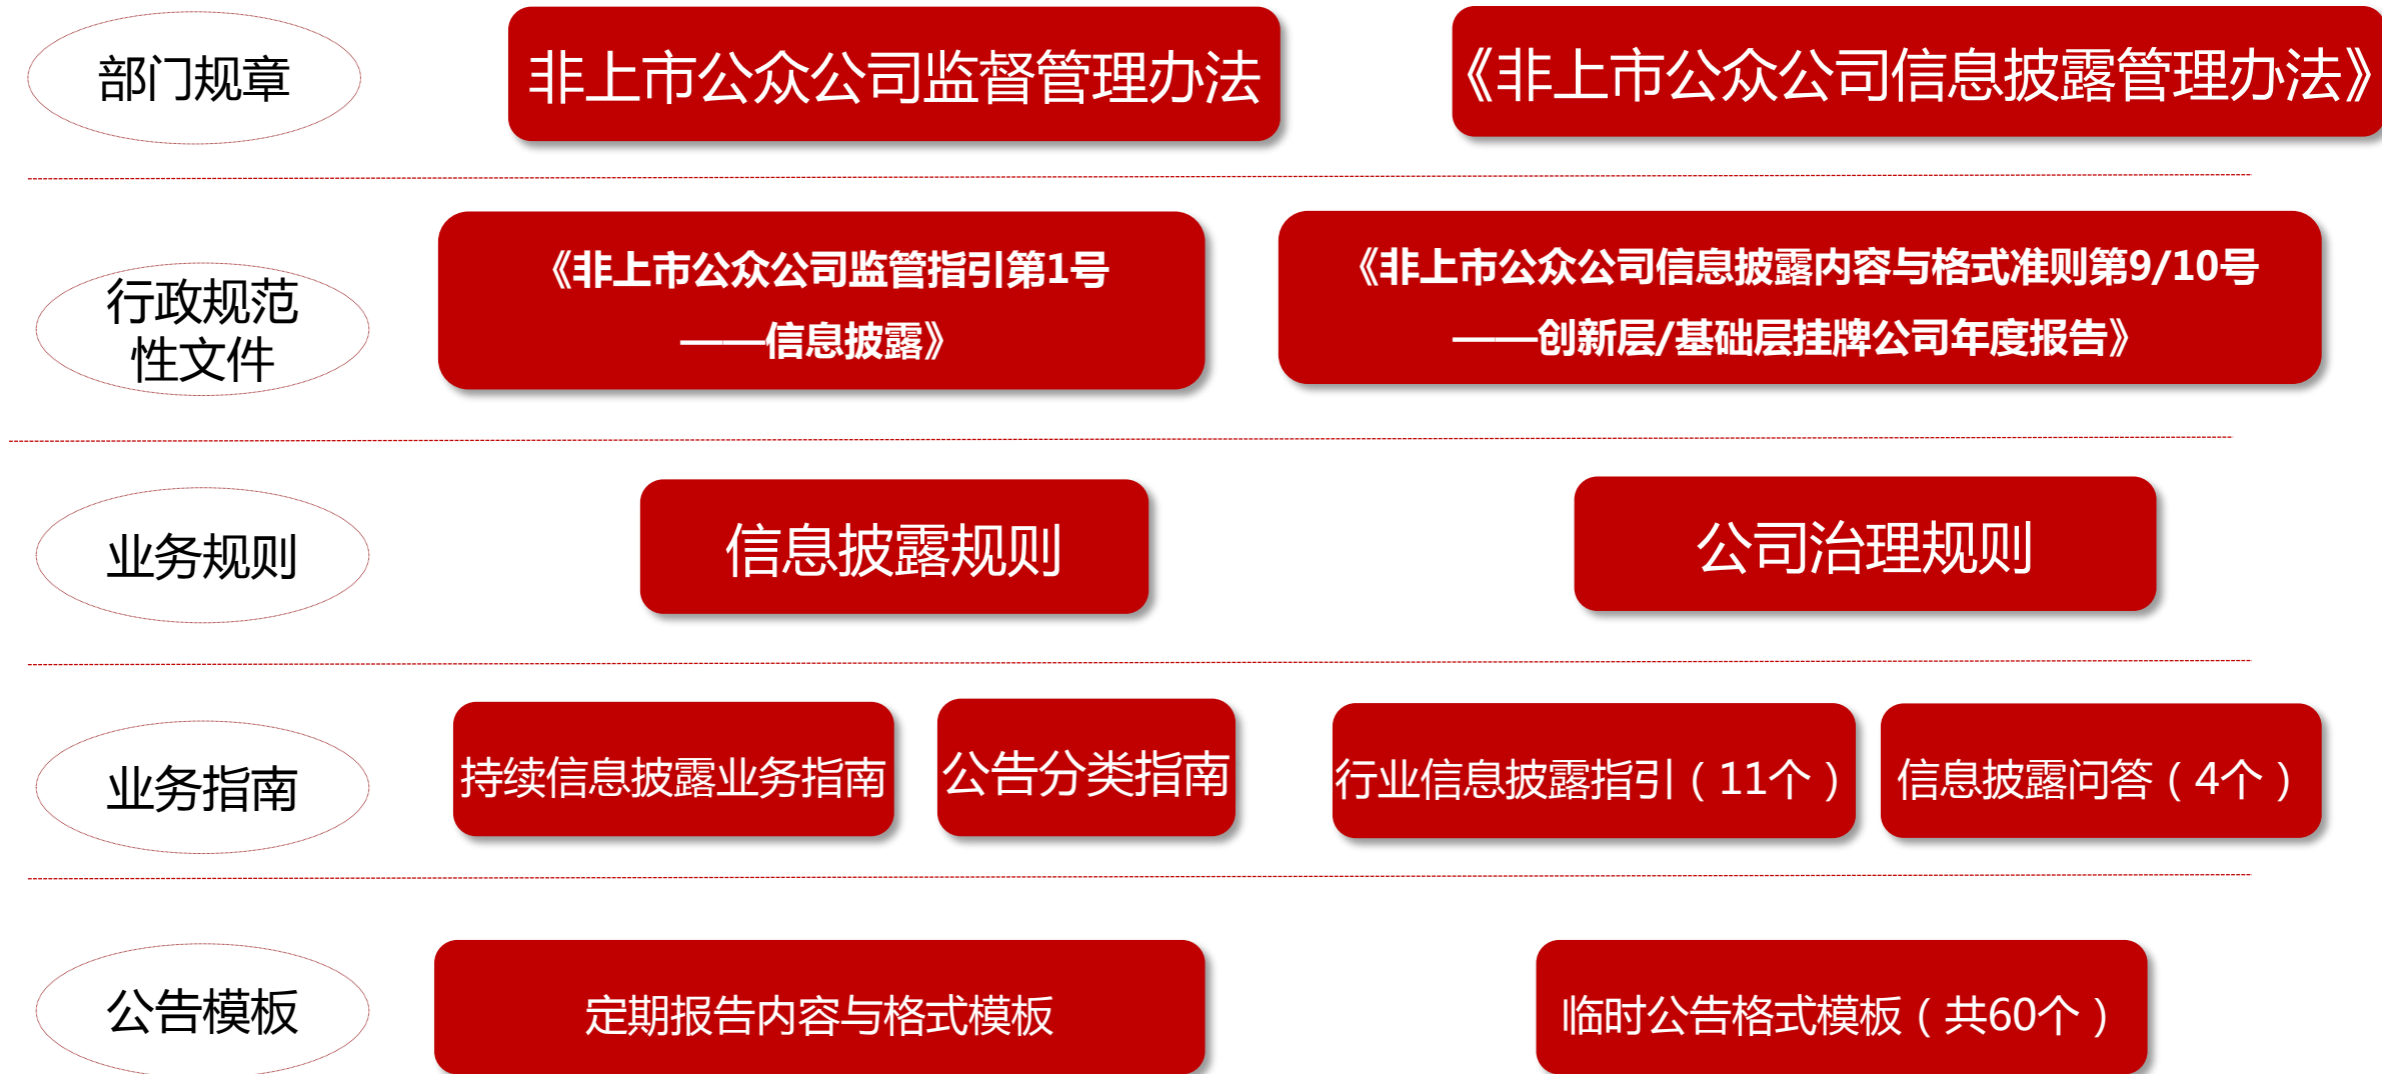 部门规章
非上市公众公司监督管理办法
《非上市公众公司信息披露管理办法》
行政规范
性文件
《非上市公众公司监管指引第1号
——信息披露》
《非上市公众公司信息披露内容与格式准则第9/10号
——创新层/基础层挂牌公司年度报告》
业务规则
信息披露规则
公司治理规则
业务指南
持续信息披露业务指南
公告分类指南
行业信息披露指引（11个）
信息披露问答（4个）
公告模板
定期报告内容与格式模板
临时公告格式模板（共60个）